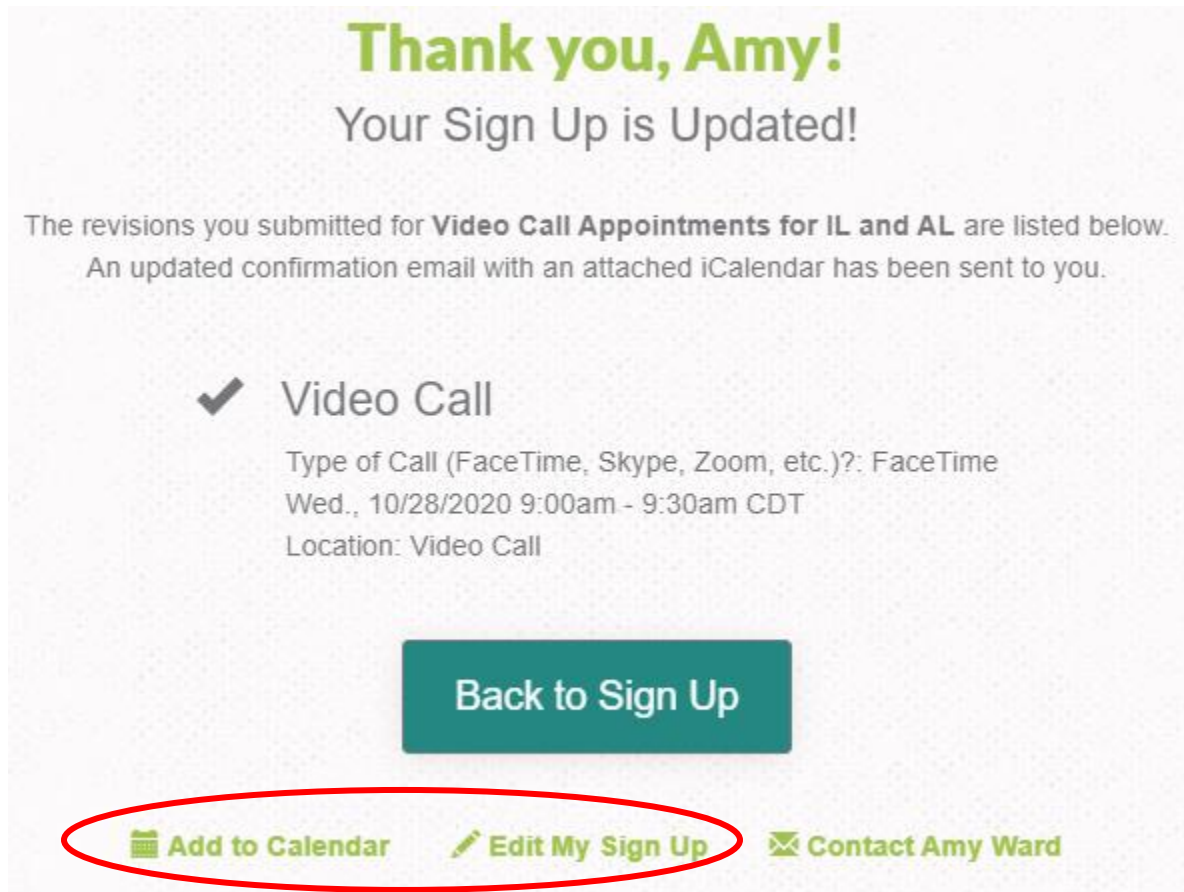 Thank you, Amy!
Your Sign Up is Updated!
The revisions you submitted for Video Call Appointments for IL and AL are listed below.
An updated confirmation email with an attached iCalendar has been sent to you.
Video Call
Type of Call (FaceTime, Skype, Zoom, etc.)?: FaceTime
Wed., 10/28/2020 9:00am - 9:30am CDT
Location: Video Call
Back to Sign Up
Add to Calendar Edit My Sign Up Contact Amy Ward